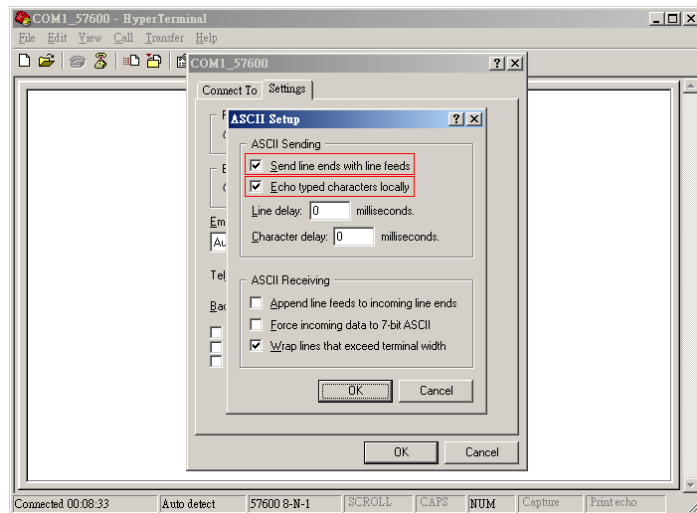 COM1_57600 - HyperTerminal
File Edit View Call Transfer Help
COM1_57600
Connect To Settings
ASCII Setup
ASCII Sending
Send line ends with line feeds
Echo typed characters locally
Line delay: 0 milliseconds.
Character delay: 0 milliseconds.
ASCII Receiving
Append line feeds to incoming line ends
Force incoming data to 7-bit ASCII
Wrap lines that exceed terminal width
OK Cancel
OK Cancel
Connected 00:08:33 Auto detect 57600 8-N-1 SCROLL CAPS NUM Capture Print echo